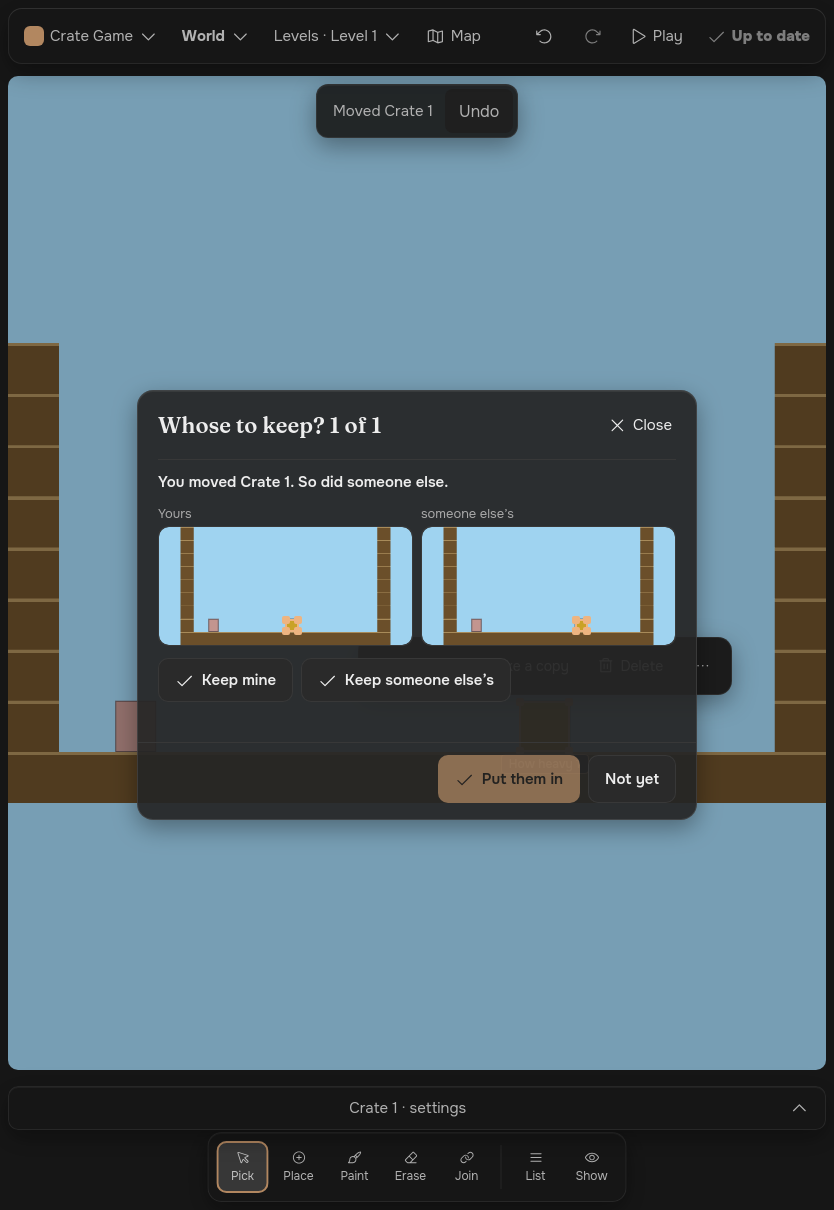 Crate Game
World
Levels · Level 1
Map
Play
Up to date
Moved Crate 1
Undo
Whose to keep? 1 of 1
Close
You moved Crate 1. So did someone else.
Yours
someone else’s
a copy
Delete
Keep mine
Keep someone else’s
Put them in
Not yet
Crate 1 · settings
Pick
Place
Paint
Erase
Join
List
Show